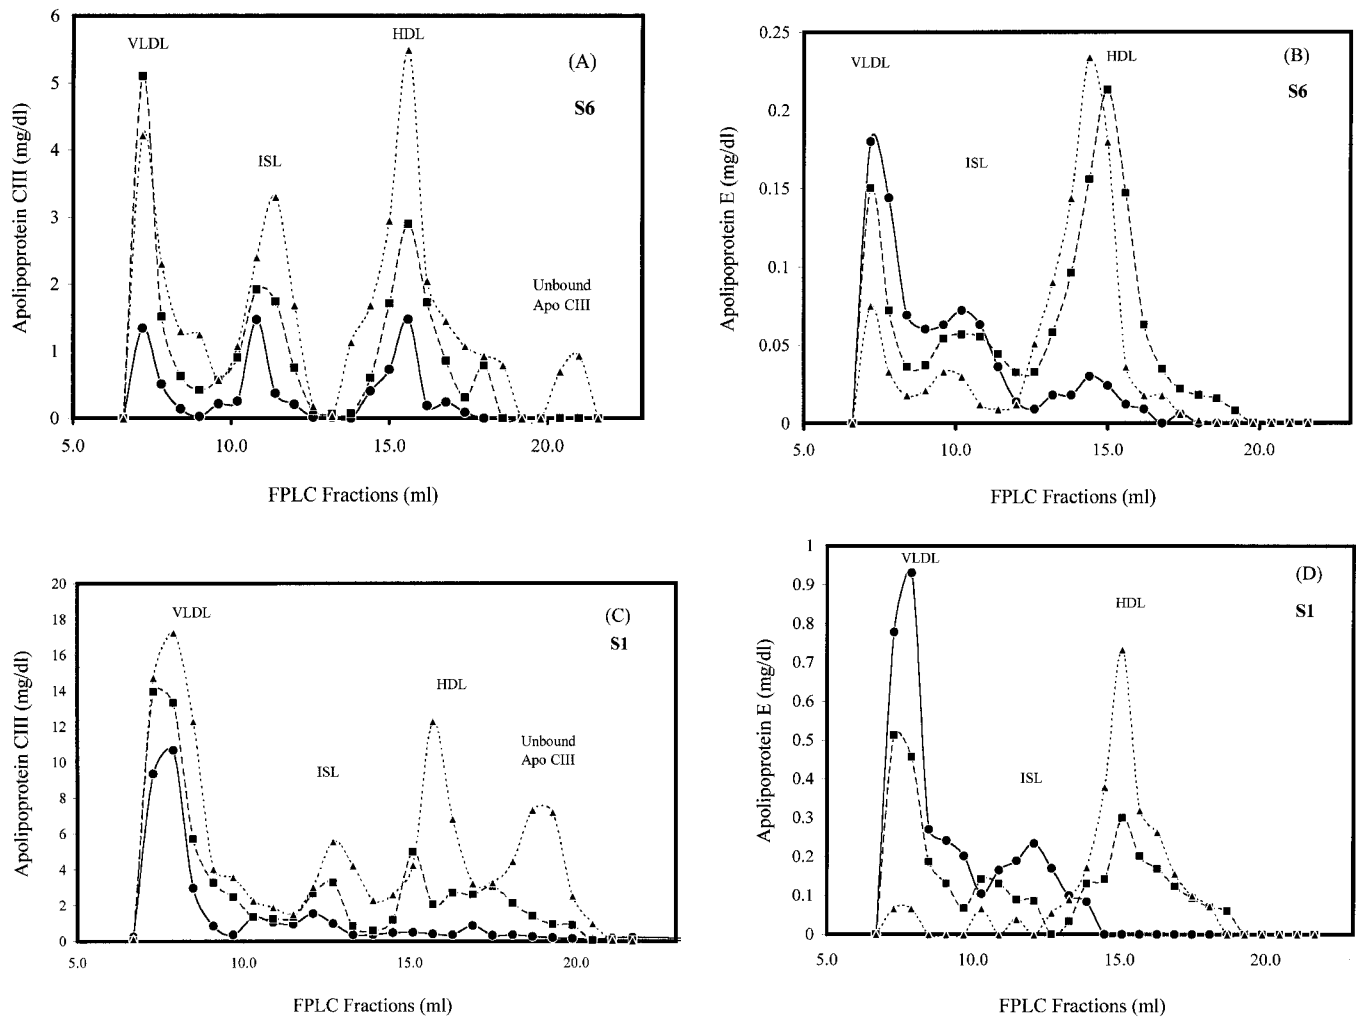 6
5
4
3
2
1
0
5.0
10.0
15.0
20.0
Apolipoprotein CIII (mg/dl)
FPLC Fractions (ml)
VLDL
ISL
HDL
(A)
S6
Unbound
Apo CIII
0.25
0.2
0.15
0.1
0.05
0
5.0
10.0
15.0
20.0
Apolipoprotein E (mg/dl)
FPLC Fractions (ml)
VLDL
ISL
HDL
(B)
S6
20
18
16
14
12
10
8
6
4
2
0
5.0
10.0
15.0
20.0
Apolipoprotein CIII (mg/dl)
FPLC Fractions (ml)
VLDL
ISL
HDL
(C)
S1
Unbound
Apo CIII
1
0.9
0.8
0.7
0.6
0.5
0.4
0.3
0.2
0.1
0
5.0
10.0
15.0
20.0
Apolipoprotein E (mg/dl)
FPLC Fractions (ml)
VLDL
ISL
HDL
(D)
S1